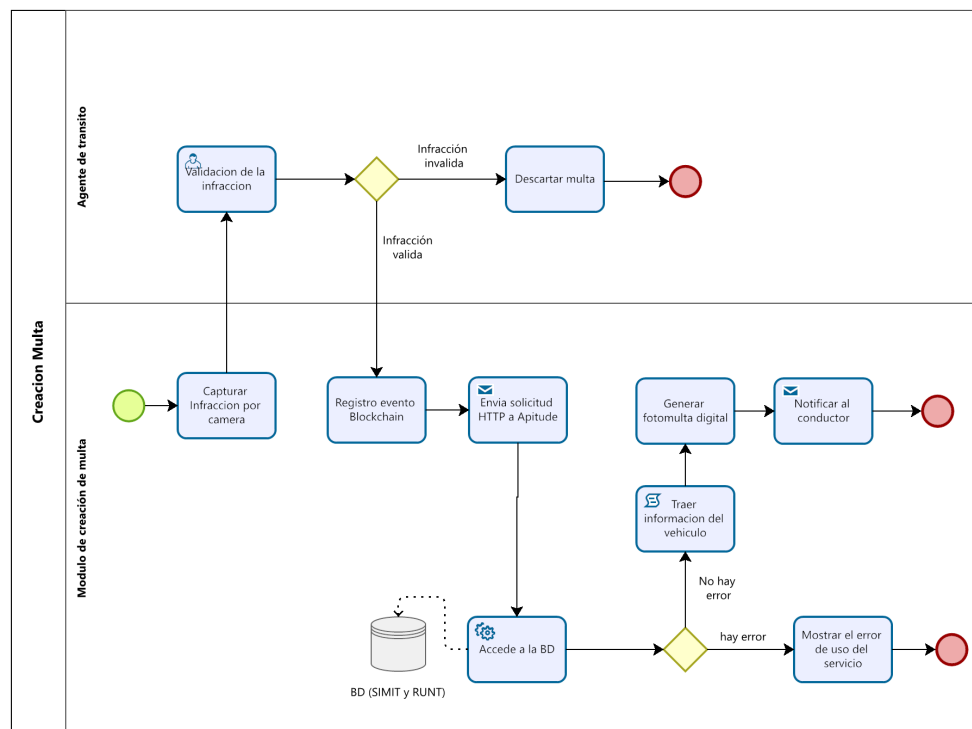 Creacion Multa
Agente de transito
Validacion de la
infraccion
Infracción
invalida
Descartar multa
Infracción
valida
Modulo de creación de multa
Capturar
Infraccion por
camera
Registro evento
Blockchain
Envia solicitud
HTTP a Apitude
Generar
fotomulta digital
Notificar al
conductor
Traer
informacion del
vehiculo
No hay
error
BD (SIMIT y RUNT)
Accede a la BD
hay error
Mostrar el error
de uso del
servicio